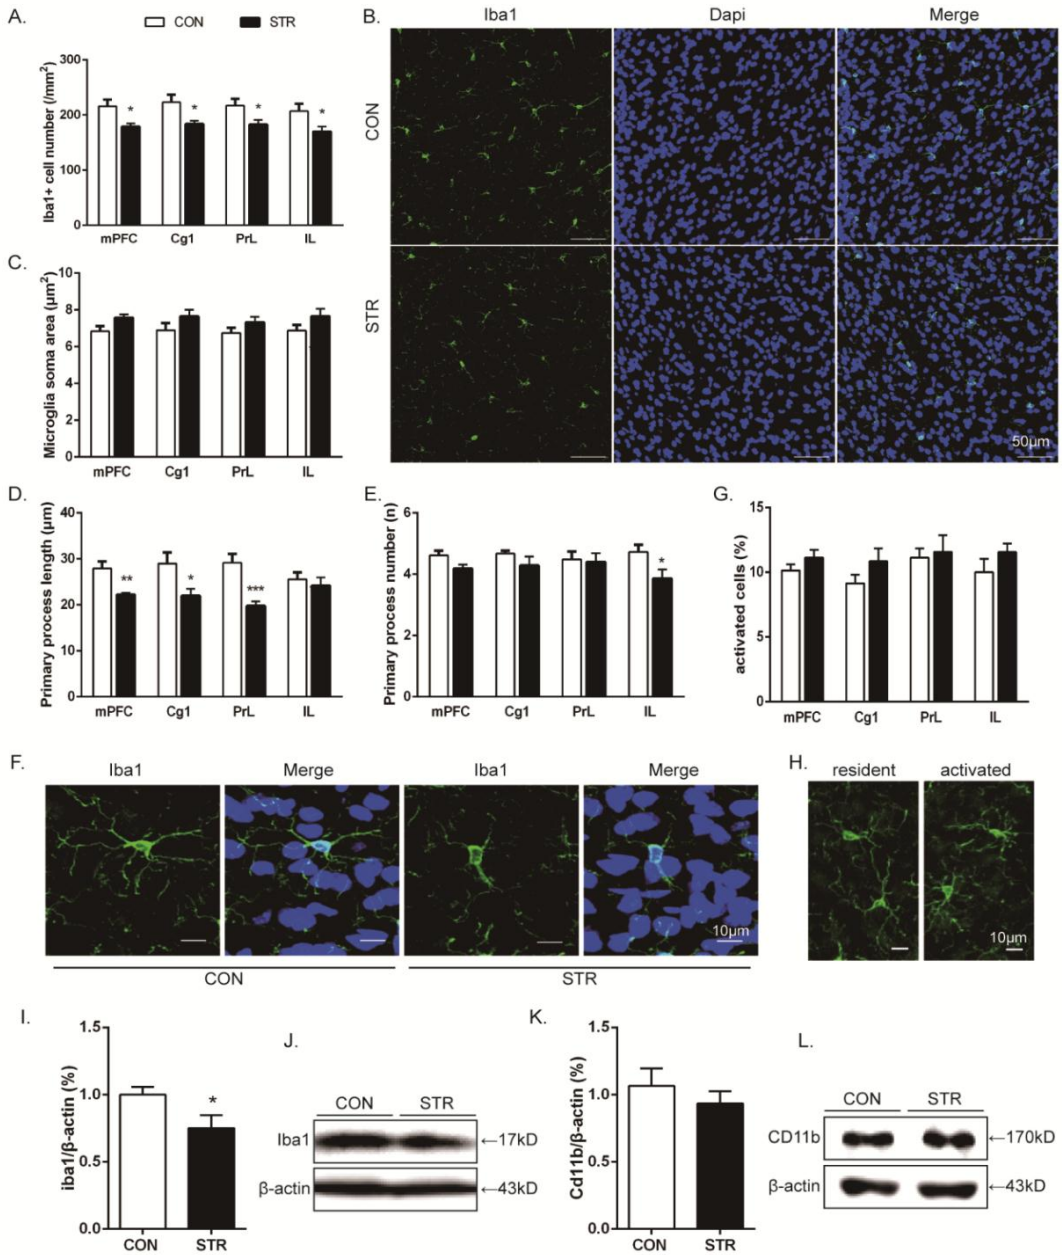 A.
CON STR
Iba1+ cell number (/mm²)
300
200
100
0
* * * *
mPFC Cg1 PrL IL
B.
Iba1 Dapi Merge
CON
STR
50μm
C.
Microglia soma area (μm²)
10
8
6
4
2
0
mPFC Cg1 PrL IL
D.
Primary process length (μm)
40
30
20
10
0
** * ***
mPFC Cg1 PrL IL
E.
Primary process number (n)
6
4
2
0
*
mPFC Cg1 PrL IL
G.
activated cells (%)
15
10
5
0
mPFC Cg1 PrL IL
F.
Iba1 Merge Iba1 Merge
10μm
CON STR
H.
resident activated
10μm
I.
iba1/β-actin (%)
1.5
1.0
0.5
0.0
*
CON STR
J.
CON STR
Iba1 ←17kD
β-actin ←43kD
K.
Cd11b/β-actin (%)
1.5
1.0
0.5
0.0
CON STR
L.
CON STR
CD11b ←170kD
β-actin ←43kD